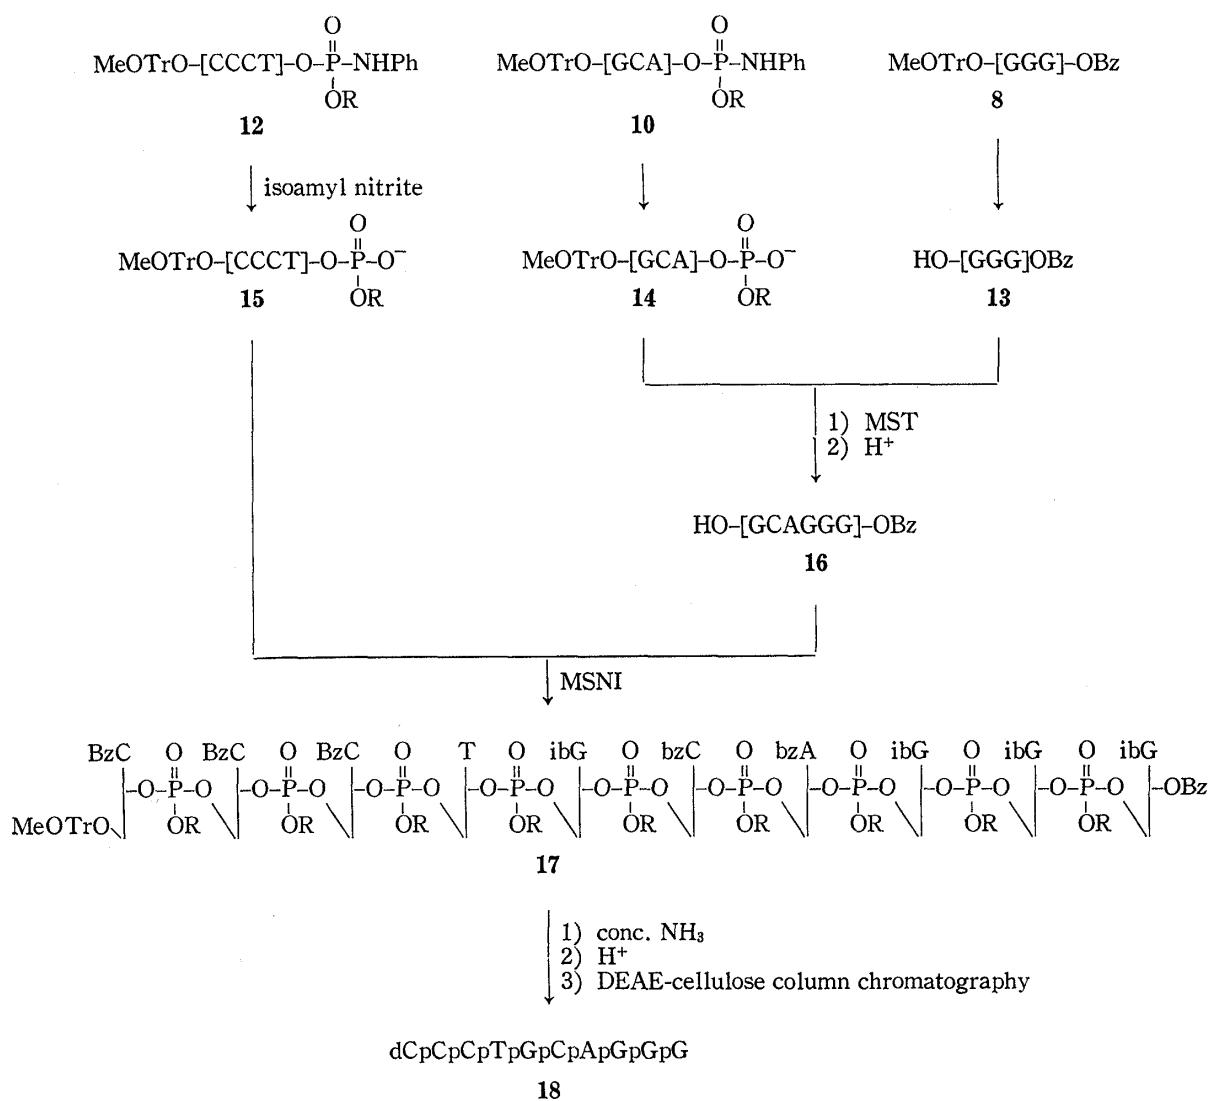 O
MeOTrO–[CCCT]–O–P–NHPh
OR
12
O
MeOTrO–[GCA]–O–P–NHPh
OR
10
MeOTrO–[GGG]–OBz
8
isoamyl nitrite
O
MeOTrO–[CCCT]–O–P–O⁻
OR
15
O
MeOTrO–[GCA]–O–P–O⁻
OR
14
HO–[GGG]OBz
13
1) MST
2) H⁺
HO–[GCAGGG]–OBz
16
MSNI
BzC O BzC O BzC O T O ibG O bzC O bzA O ibG O ibG O ibG
–O–P–O –O–P–O –O–P–O –O–P–O –O–P–O –O–P–O –O–P–O –O–P–O –O–P–O –OBz
MeOTrO OR OR OR OR OR OR OR OR OR
17
1) conc. NH₃
2) H⁺
3) DEAE-cellulose column chromatography
dCpCpCpTpGpCpApGpGpG
18